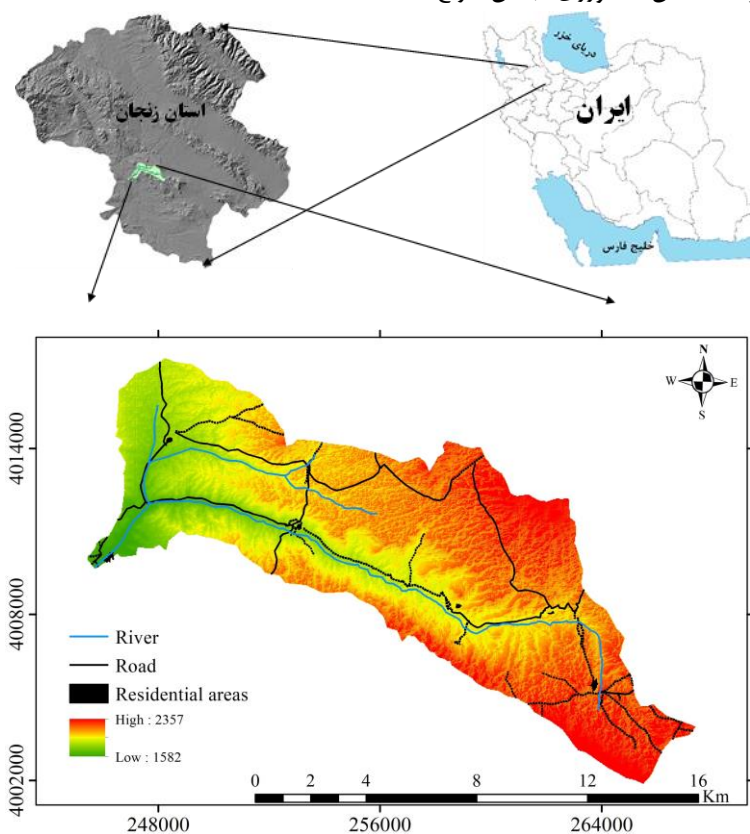 استان زنجان
دریای خزر
ایران
خلیج فارس
N
W
E
S
4014000
4008000
4002000
River
Road
Residential areas
High : 2357
Low : 1582
0 2 4 8 12 16
Km
248000 256000 264000